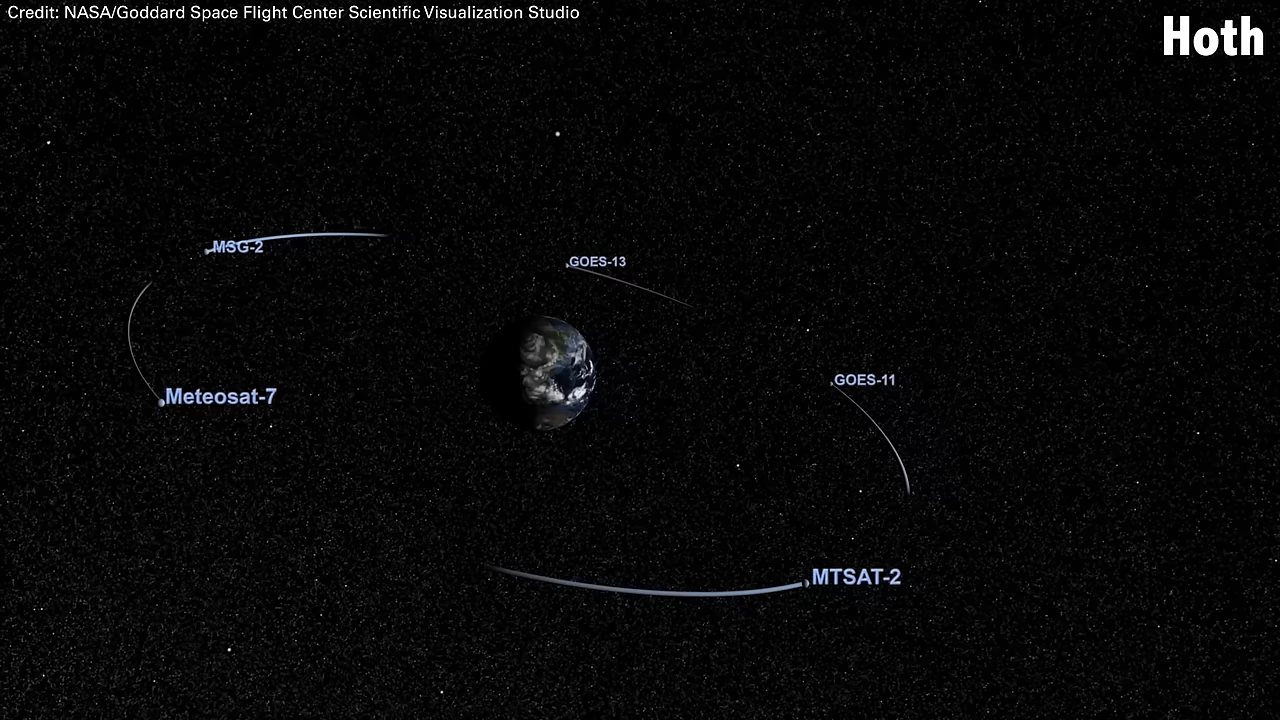 Credit: NASA/Goddard Space Flight Center Scientific Visualization Studio
Hoth
MSG-2
GOES-13
GOES-11
Meteosat-7
MTSAT-2